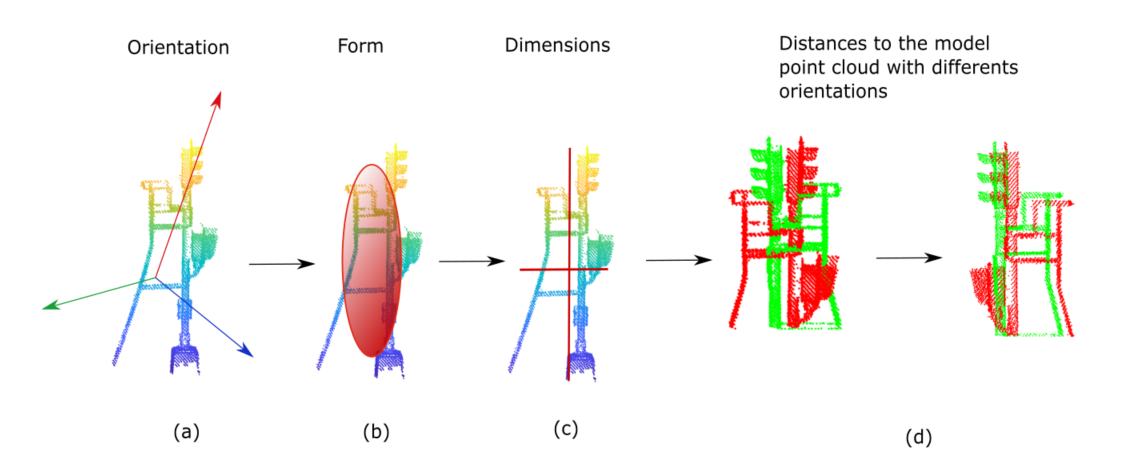 Orientation
Form
Dimensions
Distances to the model
point cloud with differents
orientations
(a)
(b)
(c)
(d)